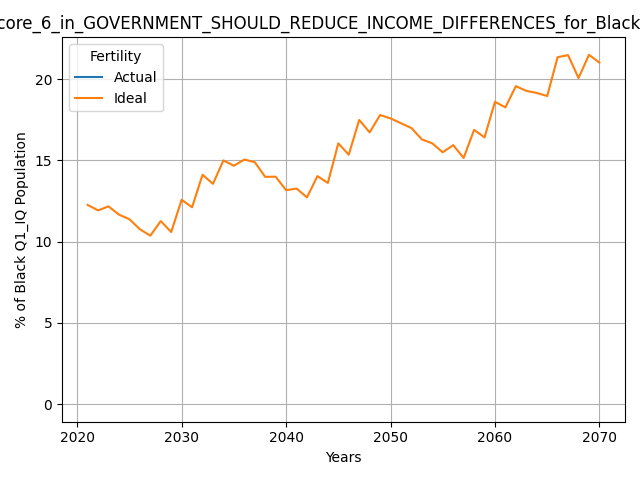 core_6_in_GOVERNMENT_SHOULD_REDUCE_INCOME_DIFFERENCES_for_Black
Fertility
Actual
Ideal
% of Black Q1_IQ Population
20
15
10
5
0
2020 2030 2040 2050 2060 2070
Years